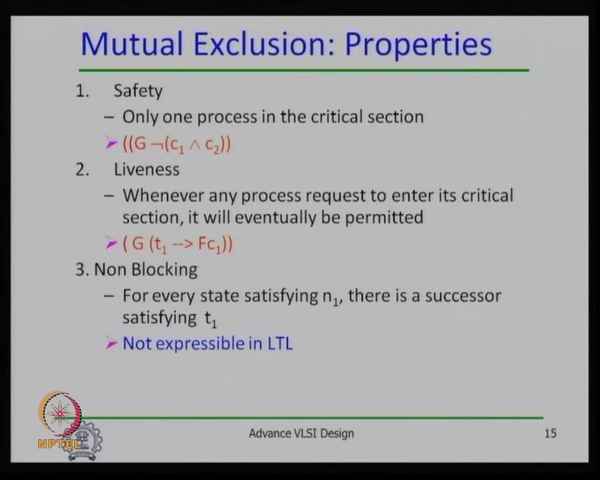 Mutual Exclusion: Properties
1. Safety
– Only one process in the critical section
➢ ((G ¬(c₁ ∧ c₂))
2. Liveness
– Whenever any process request to enter its critical
section, it will eventually be permitted
➢ ( G (t₁ --> Fc₁))
3. Non Blocking
– For every state satisfying n₁, there is a successor
satisfying t₁
➢ Not expressible in LTL
NPTEL
Advance VLSI Design
15